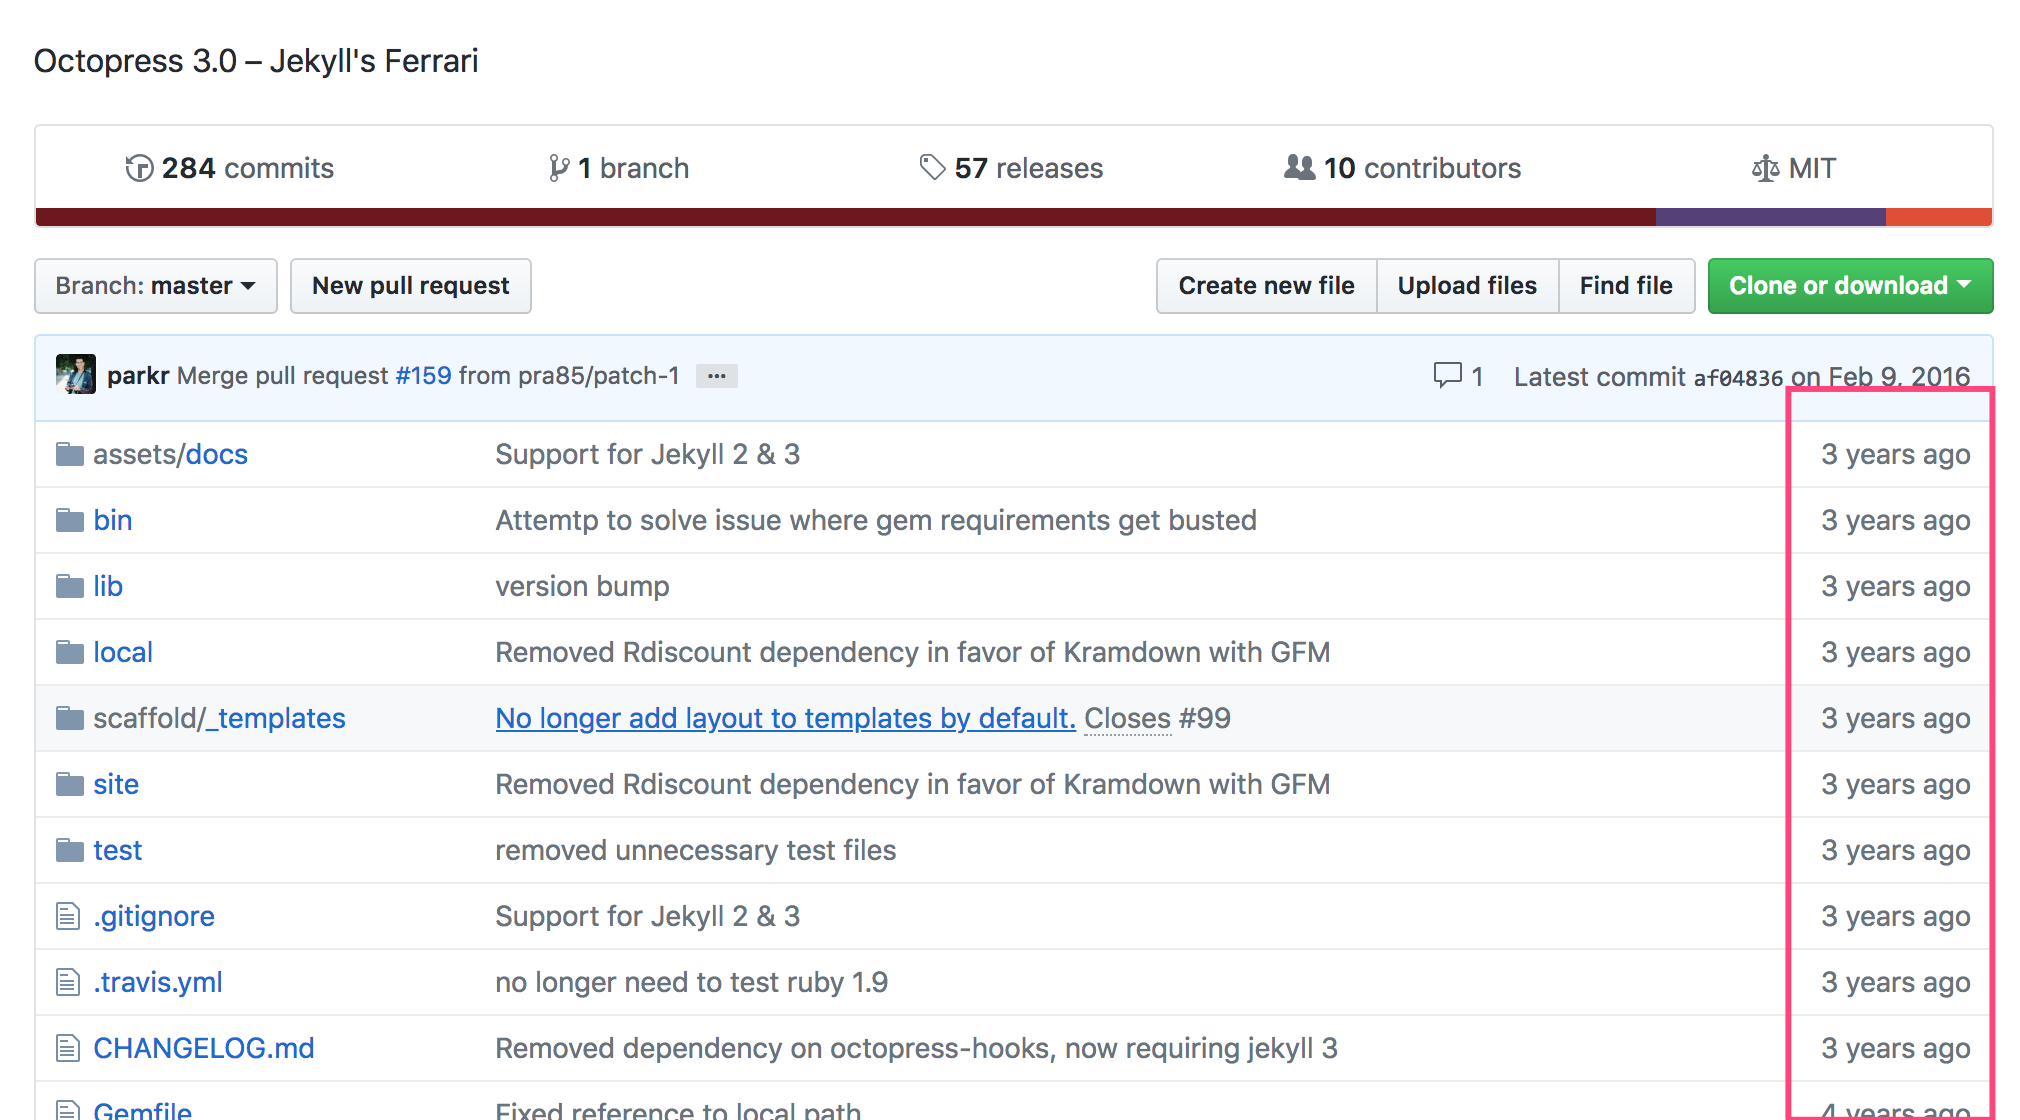 Octopress 3.0 – Jekyll's Ferrari
284 commits 1 branch 57 releases 10 contributors MIT
Branch: master New pull request Create new file Upload files Find file Clone or download
parkr Merge pull request #159 from pra85/patch-1 ... 1 Latest commit af04836 on Feb 9, 2016
assets/docs Support for Jekyll 2 & 3 3 years ago
bin Attemtp to solve issue where gem requirements get busted 3 years ago
lib version bump 3 years ago
local Removed Rdiscount dependency in favor of Kramdown with GFM 3 years ago
scaffold/_templates No longer add layout to templates by default. Closes #99 3 years ago
site Removed Rdiscount dependency in favor of Kramdown with GFM 3 years ago
test removed unnecessary test files 3 years ago
.gitignore Support for Jekyll 2 & 3 3 years ago
.travis.yml no longer need to test ruby 1.9 3 years ago
CHANGELOG.md Removed dependency on octopress-hooks, now requiring jekyll 3 3 years ago
Gemfile Fixed reference to local path 4 years ago